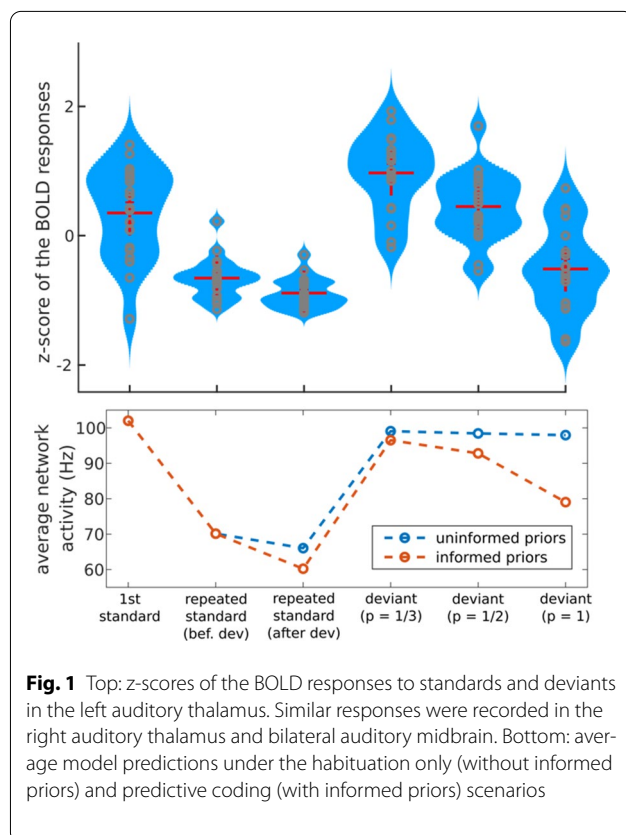 z-score of the BOLD responses
2
0
-2
average network
activity (Hz)
100
90
80
70
60
uninformed priors
informed priors
1st
standard
repeated
standard
(bef. dev)
repeated
standard
(after dev)
deviant
(p = 1/3)
deviant
(p = 1/2)
deviant
(p = 1)
Fig. 1 Top: z-scores of the BOLD responses to standards and deviants
in the left auditory thalamus. Similar responses were recorded in the
right auditory thalamus and bilateral auditory midbrain. Bottom: aver-
age model predictions under the habituation only (without informed
priors) and predictive coding (with informed priors) scenarios